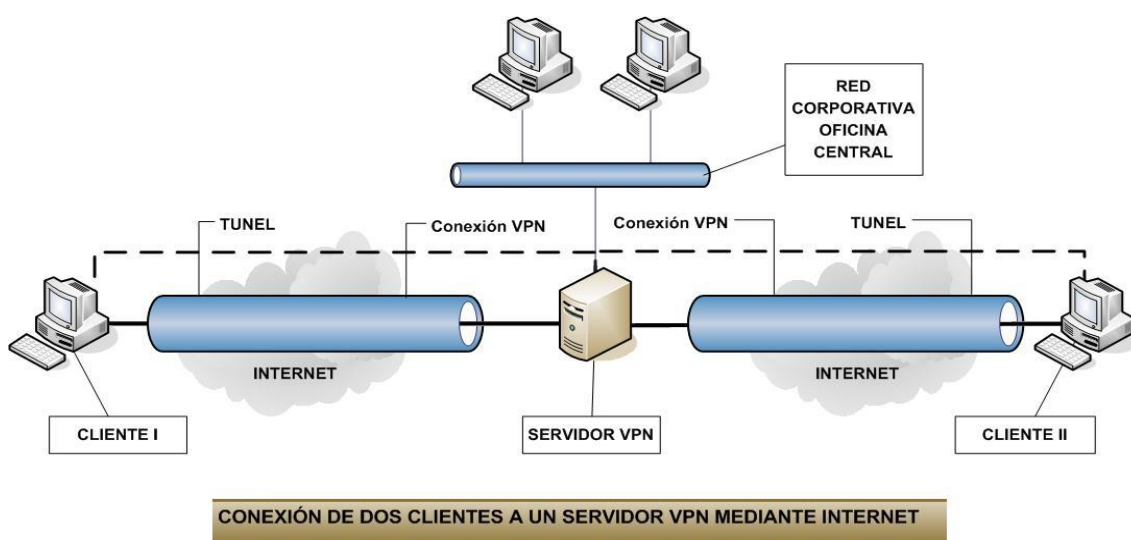 RED
CORPORATIVA
OFICINA
CENTRAL
TUNEL
Conexión VPN
Conexión VPN
TUNEL
INTERNET
INTERNET
CLIENTE I
SERVIDOR VPN
CLIENTE II
CONEXIÓN DE DOS CLIENTES A UN SERVIDOR VPN MEDIANTE INTERNET